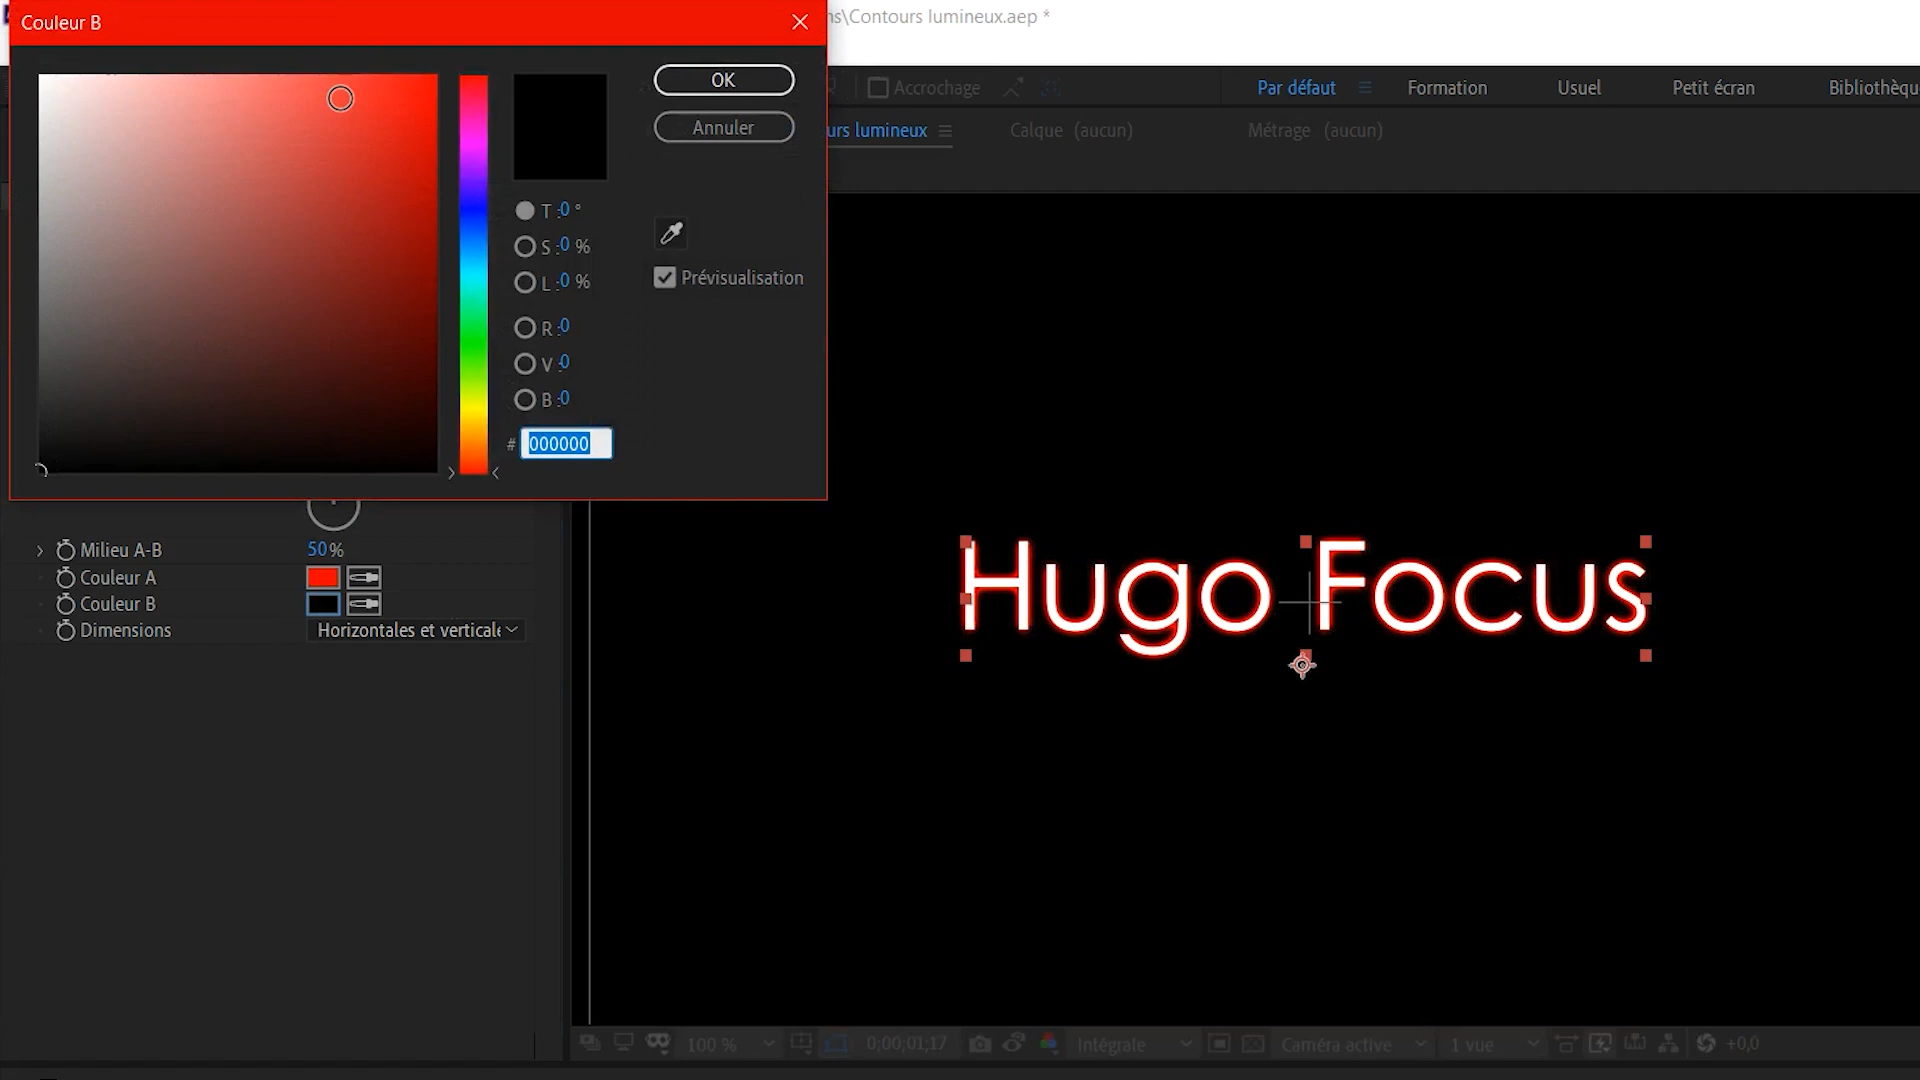 Couleur B
ns\Contours lumineux.aep *
OK
Annuler
Accrochage
Par défaut
Formation
Usuel
Petit écran
Bibliothèqu
urs lumineux
Calque (aucun)
Métrage (aucun)
T :0 °
S :0 %
L :0 %
R :0
V :0
B :0
# 000000
Prévisualisation
Milieu A-B 50 %
Couleur A
Couleur B
Dimensions Horizontales et verticale
Hugo Focus
100 %
0;00;01;17
Intégrale
Caméra active
1 vue
+0,0